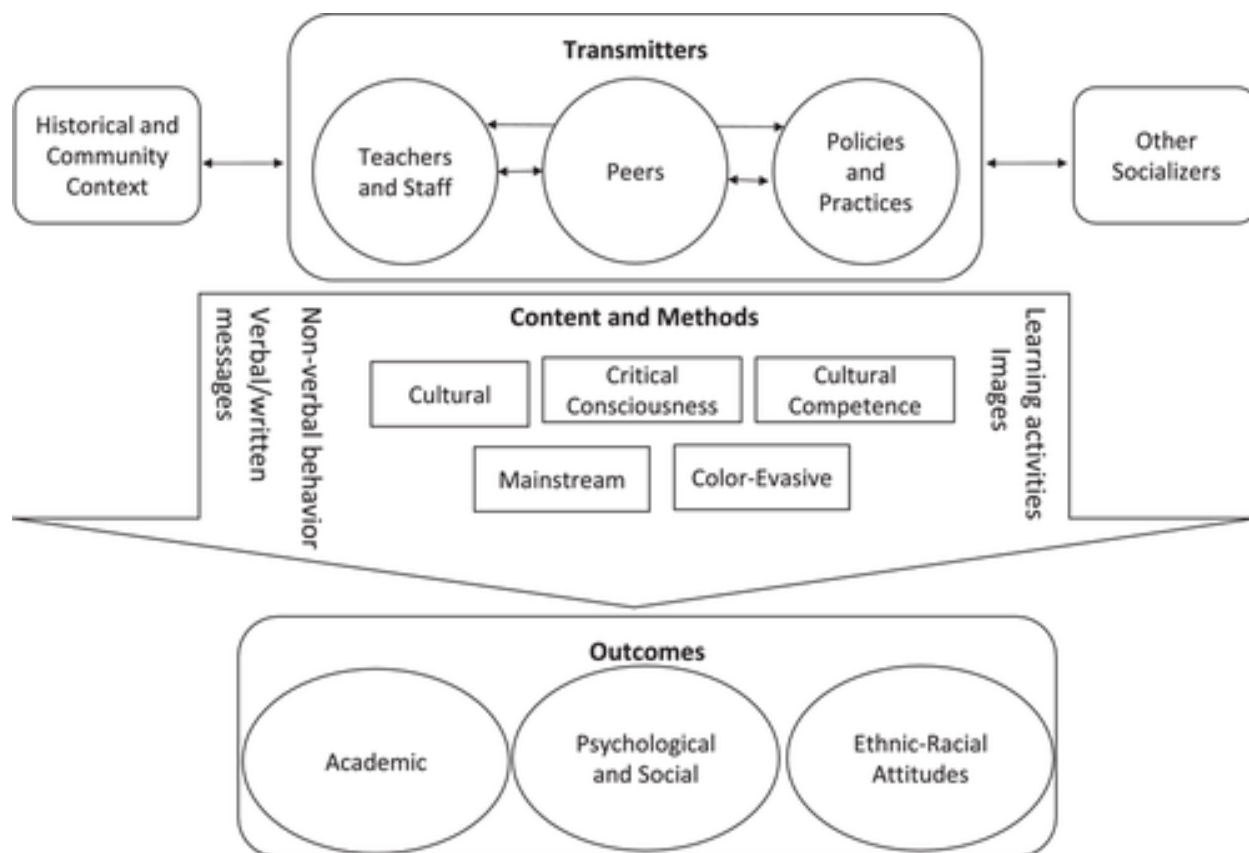 Transmitters
Historical and
Community
Context
Teachers
and Staff
Peers
Policies
and
Practices
Other
Socializers
Verbal/written
messages
Non-verbal behavior
Content and Methods
Cultural
Critical
Consciousness
Cultural
Competence
Mainstream
Color-Evasive
Learning activities
Images
Outcomes
Academic
Psychological
and Social
Ethnic-Racial
Attitudes